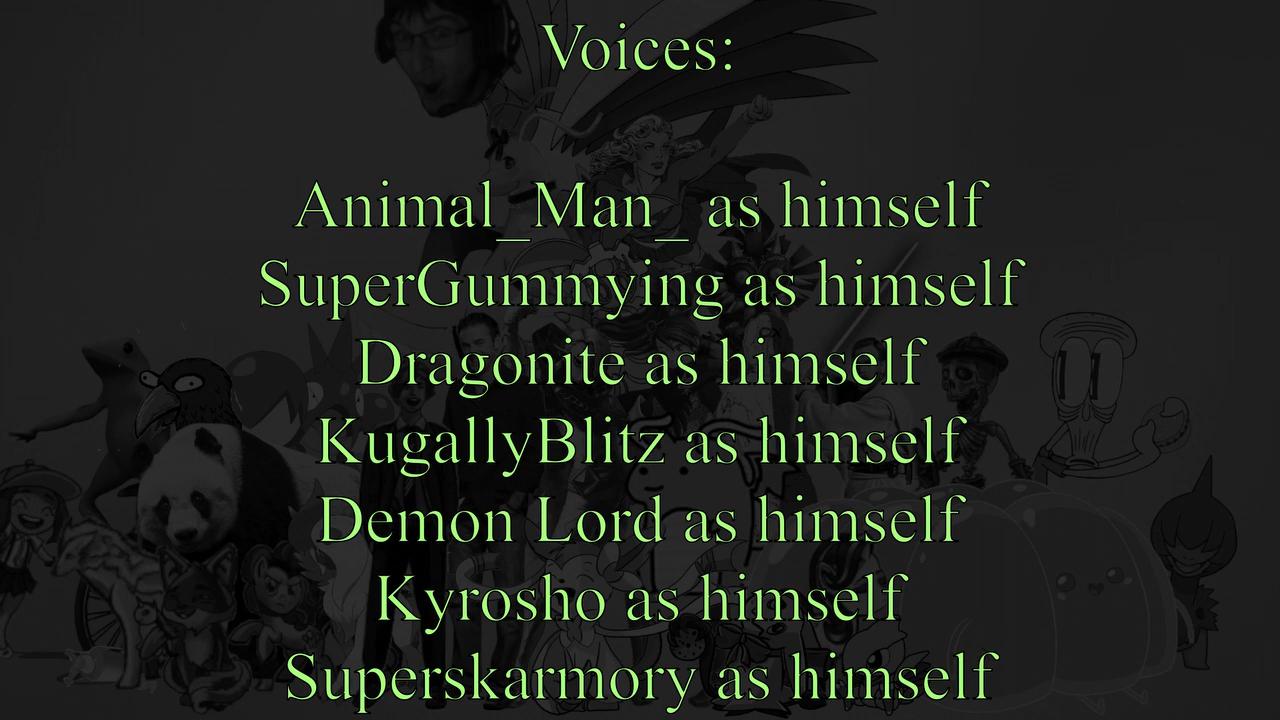 Voices:
Animal_Man_ as himself
SuperGummying as himself
Dragonite as himself
KugallyBlitz as himself
Demon Lord as himself
Kyrosho as himself
Superskarmory as himself